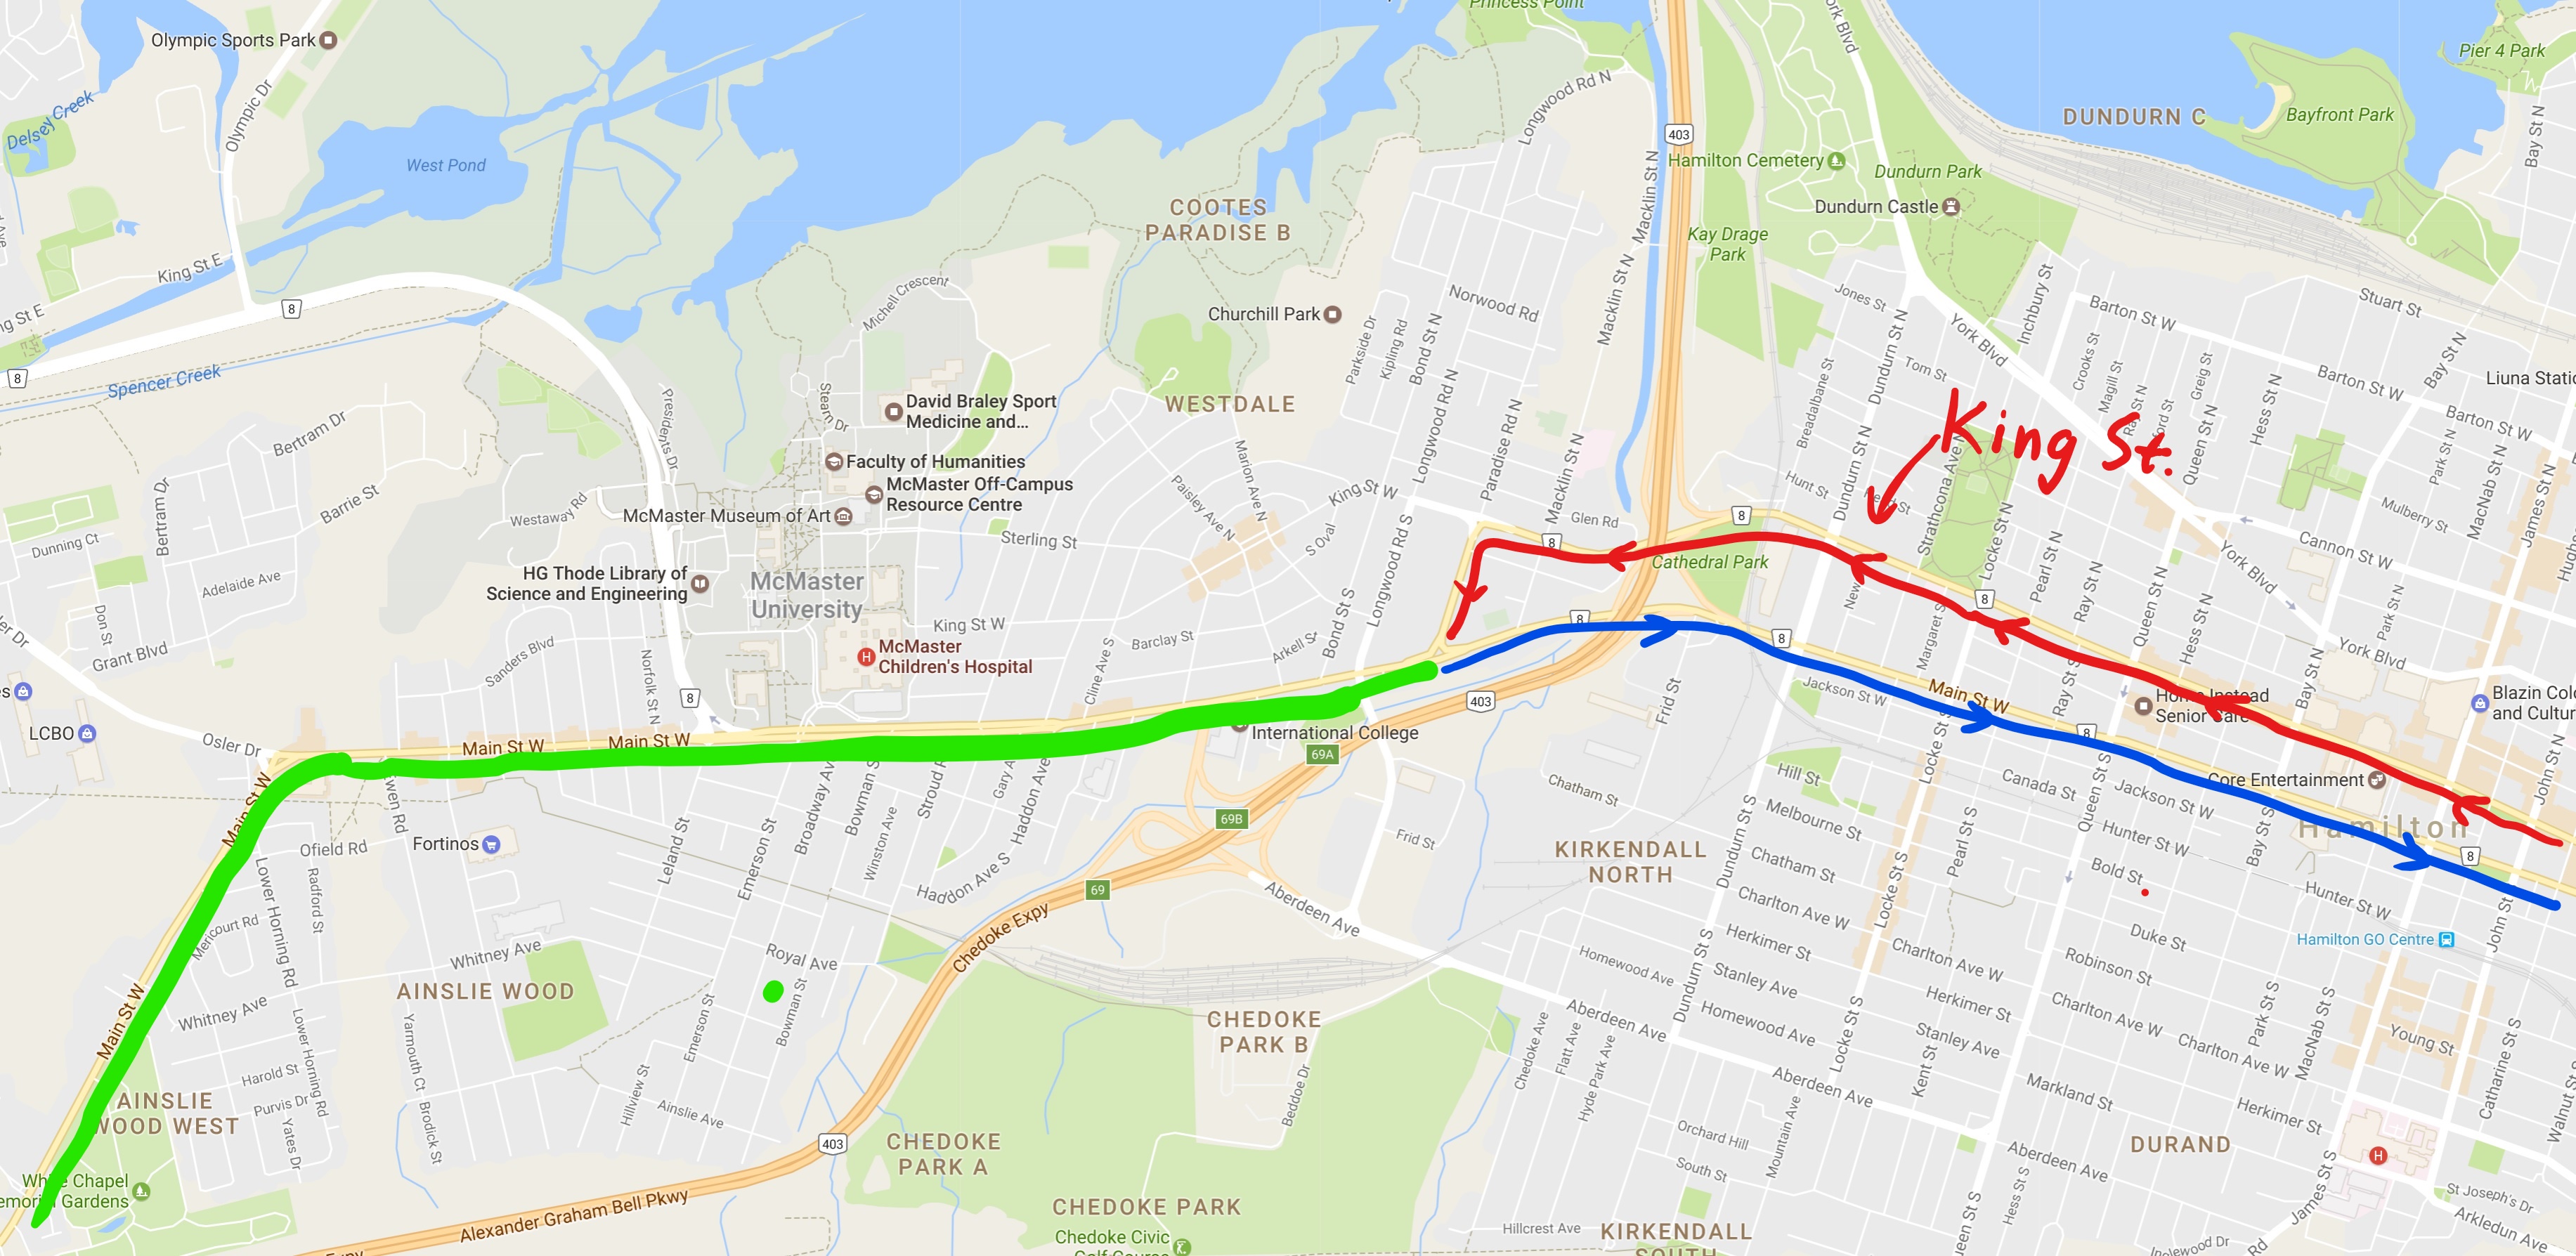 Olympic Sports Park
Delsey Creek
Olympic Dr
West Pond
King St E
8
8
Spencer Creek
Bertram Dr
Barrie St
Bertram Dr
Dunning Ct
Adelaide Ave
Don St
Grant Blvd
LCBO
Osler Dr
Westaway Rd
Presidents Dr
Stearn Dr
Michell Crescent
David Braley Sport
Medicine and...
Faculty of Humanities
McMaster Off-Campus
Resource Centre
McMaster Museum of Art
Sterling St
HG Thode Library of
Science and Engineering
McMaster
University
King St W
McMaster
Children's Hospital
Sanders Blvd
Norfolk St N
8
Main St W
Main St W
Main St W
Main St W
COOTES
PARADISE B
Churchill Park
WESTDALE
Princess Point
Longwood Rd N
Macklin St N
Macklin St N
403
Norwood Rd
Parkside Dr
Kipling Rd
Bond St N
Longwood Rd N
Paradise Rd N
Macklin St N
Marion Ave N
Paisley Ave N
King St W
S Oval
Longwood Rd S
Bond St S
Barclay St
Arkell St
Cline Ave S
Glen Rd
8
8
Cathedral Park
8
8
International College
69A
69B
69
403
Hamilton Cemetery
Dundurn Park
Dundurn Castle
Kay Drage
Park
DUNDURN C
Bayfront Park
Pier 4 Park
Bay St N
Jones St
Dundurn St N
York Blvd
Inchbury St
Barton St W
Stuart St
Tom St
Breadalbane St
Dundurn St N
Crooks St
Magill St
Greig St
Hess St N
Barton St W
Bay St N
Liuna Static
Barton St W
King St.
Hunt St
Strathcona Ave N
Locke St N
Queen St N
Park St N
MacNab St N
James St N
Mulberry St
Cannon St W
York Blvd
Pearl St N
Ray St N
Queen St N
Hess St N
Park St N
York Blvd
8
Margaret St
Jackson St W
Main St W
Ray St S
8
Senior Care
Bay St N
Blazin Col
and Cultur
John St N
Core Entertainment
Hamilton
8
Frid St
Locke St S
Canada St
Jackson St W
Hunter St W
Queen St S
Bay St S
Bold St
Hunter St W
Duke St
Hamilton GO Centre
John St
Hill St
Melbourne St
Chatham St
Chatham St
Frid St
KIRKENDALL
NORTH
Dundurn St S
Charlton Ave W
Herkimer St
Pearl St S
Locke St S
Charlton Ave W
Robinson St
Homewood Ave
Stanley Ave
Herkimer St
Charlton Ave W
Charlton Ave W
Park St S
MacNab St S
Young St
Catharine St S
Dundurn St S
Homewood Ave
Aberdeen Ave
Aberdeen Ave
Locke St S
Kent St
Stanley Ave
Markland St
Herkimer St
Aberdeen Ave
Aberdeen Ave
DURAND
Chedoke Ave
Flatt Ave
Hyde Park Ave
Mountain Ave
Orchard Hill
South St
Hess St S
James St S
St Joseph's Dr
Arkledun Ave
Hillcrest Ave
KIRKENDALL
SOUTH
Inglewood Dr
Beddoe Dr
CHEDOKE
PARK B
CHEDOKE
PARK A
CHEDOKE PARK
Chedoke Civic
Golf Course
Chedoke Expy
403
Alexander Graham Bell Pkwy
Fortinos
Ofield Rd
Lower Horning Rd
Radford St
Mericourt Rd
Whitney Ave
Whitney Ave
AINSLIE WOOD
AINSLIE
WOOD WEST
Lower Horning Rd
Harold St
Purvis Dr
Yates Dr
Yarmouth Ct
Brodick St
Leland St
Emerson St
Broadway Av
Bowman S
Winston Ave
Gary A
Haddon Ave
Haddon Ave S
Royal Ave
Bowman St
Emerson St
Hillview St
Ainslie Ave